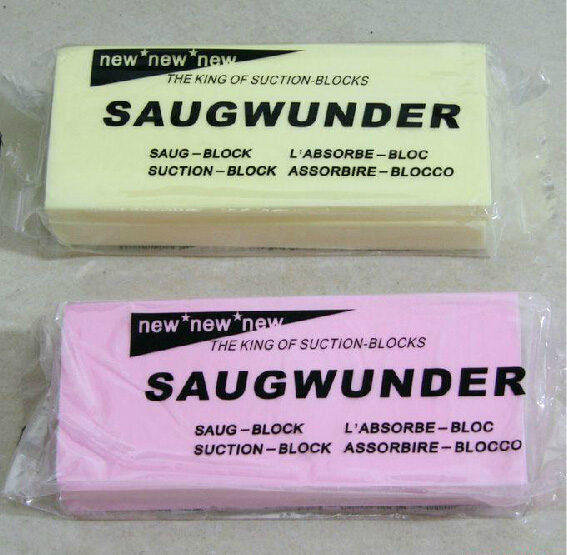 new*new*new
THE KING OF SUCTION-BLOCKS
SAUGWUNDER
SAUG-BLOCK L'ABSORBE-BLOC
SUCTION-BLOCK ASSORBIRE-BLOCCO
new*new*new
THE KING OF SUCTION-BLOCKS
SAUGWUNDER
SAUG-BLOCK L'ABSORBE-BLOC
SUCTION-BLOCK ASSORBIRE-BLOCCO